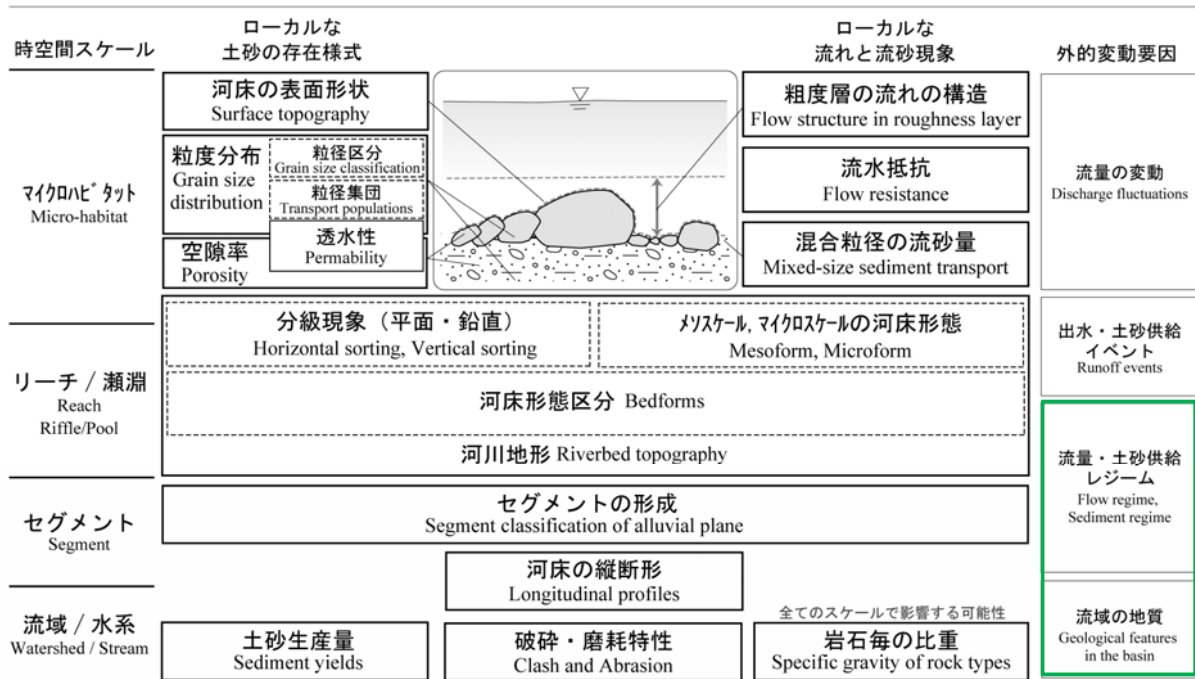 時空間スケール
ローカルな
土砂の存在様式
ローカルな
流れと流砂現象
外的変動要因
マイクロハビタット
Micro-habitat
河床の表面形状
Surface topography
粒度分布
Grain size
distribution
粒径区分
Grain size classification
粒径集団
Transport populations
空隙率
Porosity
透水性
Permability
粗度層の流れの構造
Flow structure in roughness layer
流水抵抗
Flow resistance
混合粒径の流砂量
Mixed-size sediment transport
流量の変動
Discharge fluctuations
リーチ / 瀬淵
Reach
Riffle/Pool
分級現象（平面・鉛直）
Horizontal sorting, Vertical sorting
メソスケール, マイクロスケールの河床形態
Mesoform, Microform
河床形態区分 Bedforms
河川地形 Riverbed topography
出水・土砂供給
イベント
Runoff events
流量・土砂供給
レジーム
Flow regime,
Sediment regime
セグメント
Segment
セグメントの形成
Segment classification of alluvial plane
河床の縦断形
Longitudinal profiles
流域 / 水系
Watershed / Stream
土砂生産量
Sediment yields
破砕・磨耗特性
Clash and Abrasion
全てのスケールで影響する可能性
岩石毎の比重
Specific gravity of rock types
流域の地質
Geological features
in the basin